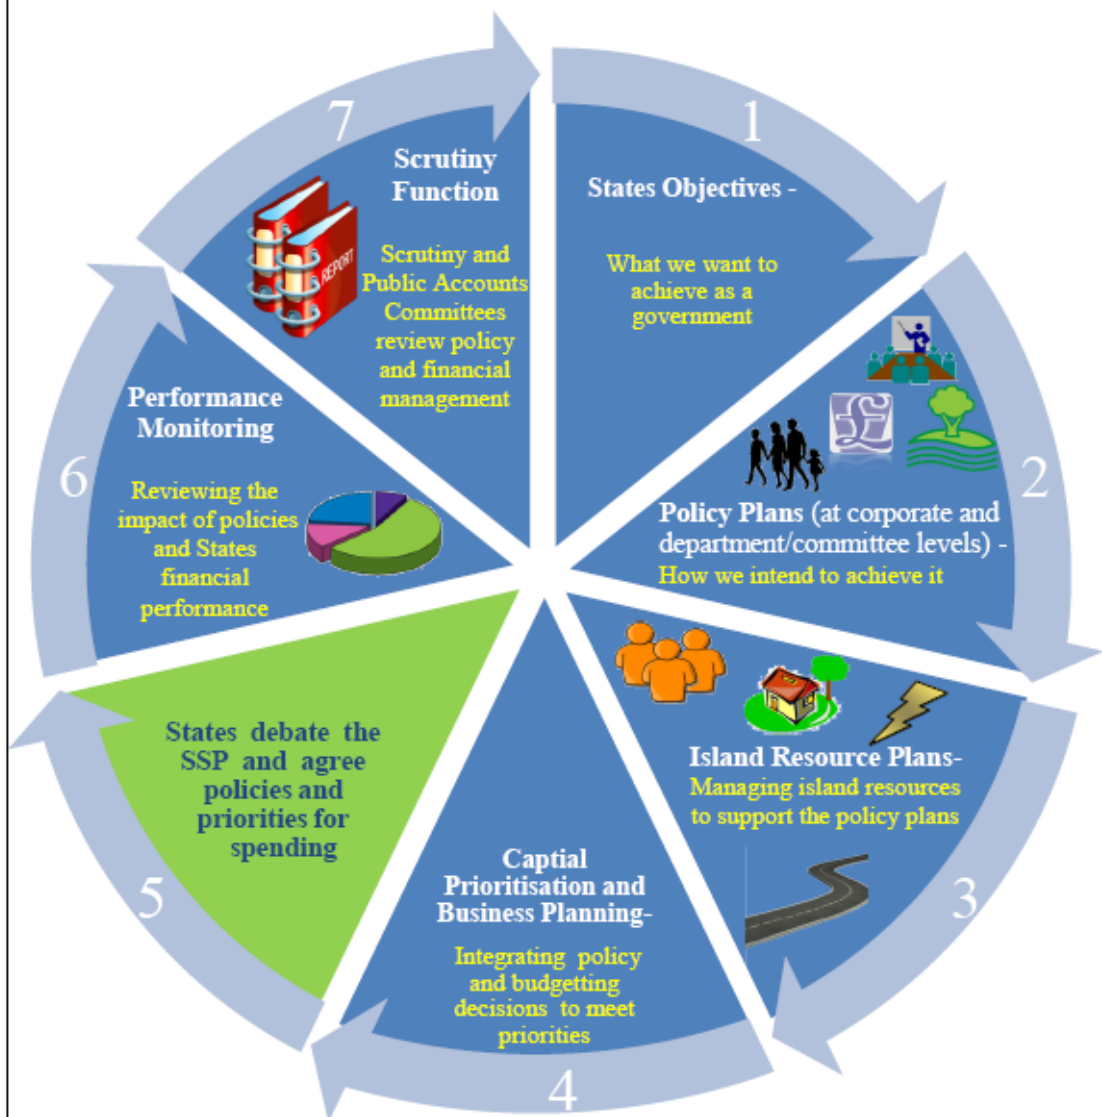 1
States Objectives -
What we want to
achieve as a
government
2
£
Policy Plans (at corporate and
department/committee levels) -
How we intend to achieve it
3
Island Resource Plans-
Managing island resources
to support the policy plans
4
Captial
Prioritisation and
Business Planning-
Integrating policy
and budgetting
decisions to meet
priorities
5
States debate the
SSP and agree
policies and
priorities for
spending
6
Performance
Monitoring
Reviewing the
impact of policies
and States
financial
performance
7
Scrutiny
Function
REPORT
Scrutiny and
Public Accounts
Committees
review policy
and financial
management